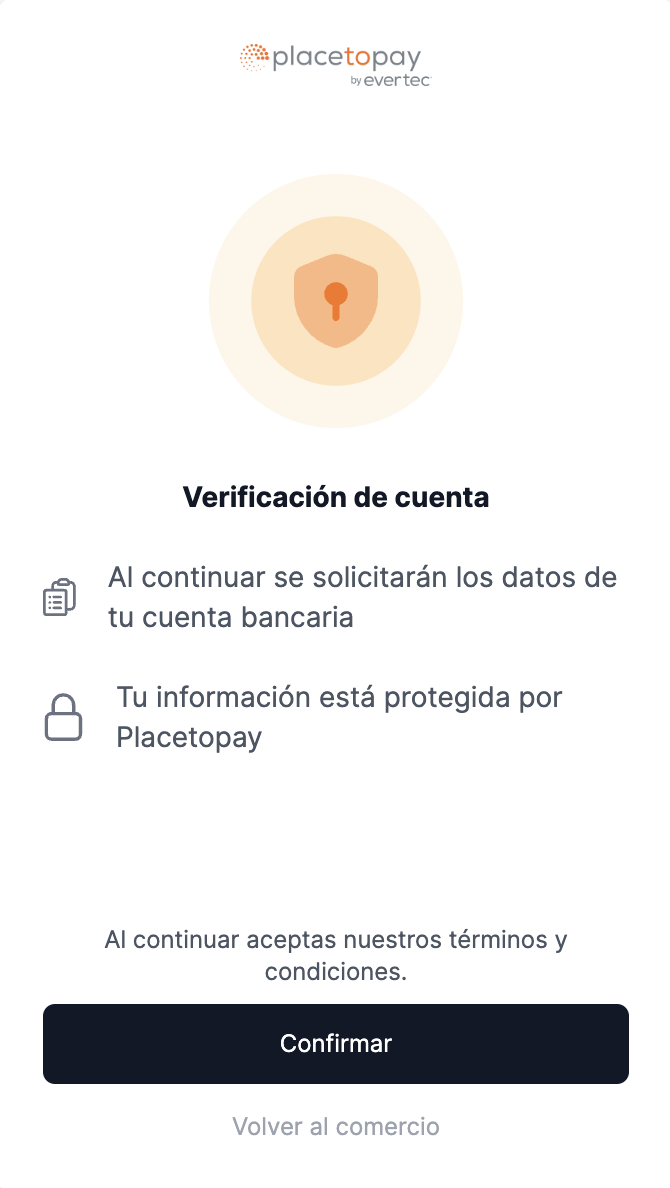 placetopay
by evertec
Verificación de cuenta
Al continuar se solicitarán los datos de
tu cuenta bancaria
Tu información está protegida por
Placetopay
Al continuar aceptas nuestros términos y
condiciones.
Confirmar
Volver al comercio